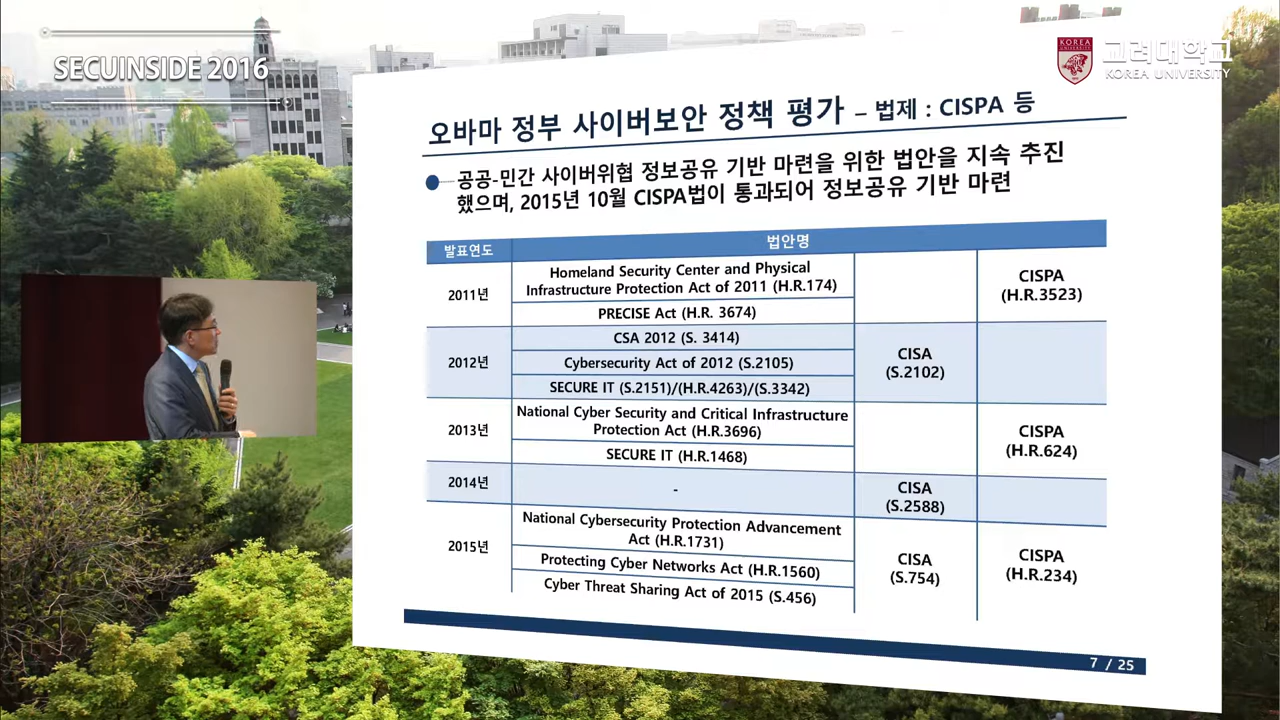 SECUINSIDE 2016
KOREA
UNIVERSITY
고려대학교
KOREA UNIVERSITY
오바마 정부 사이버보안 정책 평가 – 법제 : CISPA 등
공공-민간 사이버위협 정보공유 기반 마련을 위한 법안을 지속 추진
했으며, 2015년 10월 CISPA법이 통과되어 정보공유 기반 마련
발표연도
법안명
2011년
Homeland Security Center and Physical
Infrastructure Protection Act of 2011 (H.R.174)
PRECISE Act (H.R. 3674)
CISPA
(H.R.3523)
2012년
CSA 2012 (S. 3414)
Cybersecurity Act of 2012 (S.2105)
SECURE IT (S.2151)/(H.R.4263)/(S.3342)
CISA
(S.2102)
2013년
National Cyber Security and Critical Infrastructure
Protection Act (H.R.3696)
SECURE IT (H.R.1468)
CISPA
(H.R.624)
2014년
-
CISA
(S.2588)
2015년
National Cybersecurity Protection Advancement
Act (H.R.1731)
Protecting Cyber Networks Act (H.R.1560)
Cyber Threat Sharing Act of 2015 (S.456)
CISA
(S.754)
CISPA
(H.R.234)
7 / 25